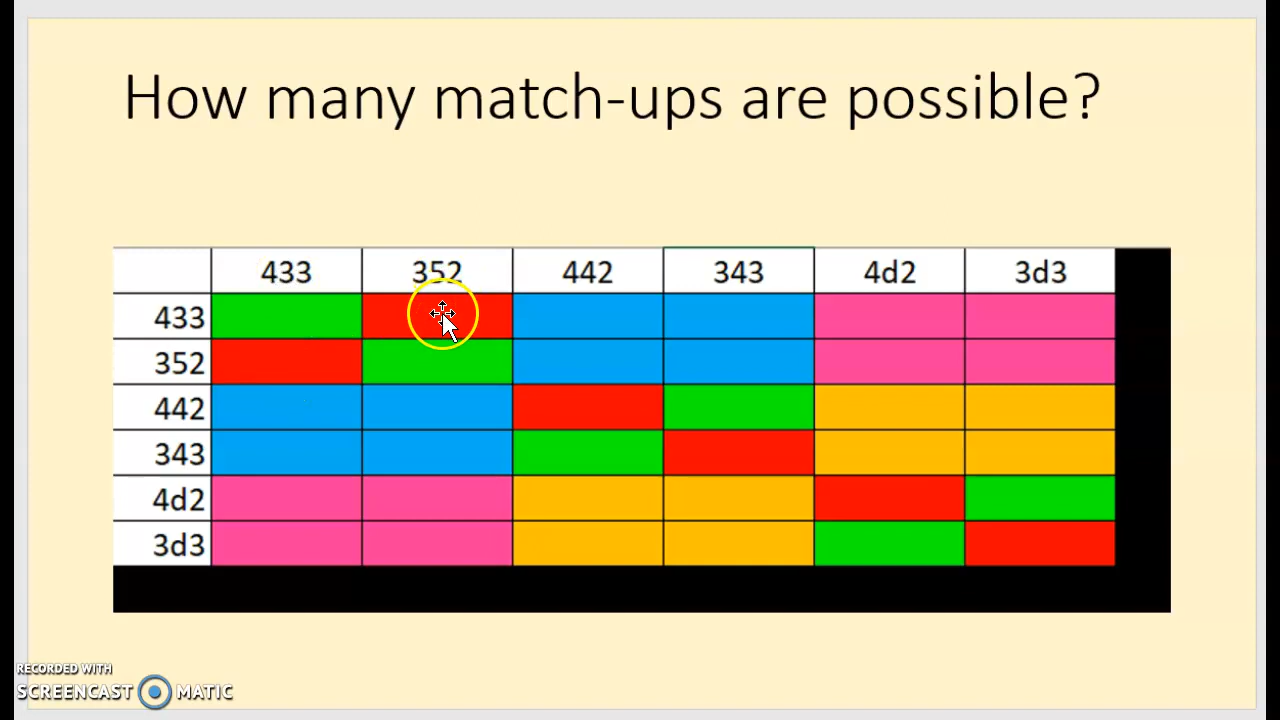 How many match-ups are possible?
433 352 442 343 4d2 3d3
433
352
442
343
4d2
3d3
RECORDED WITH
SCREENCAST MATIC